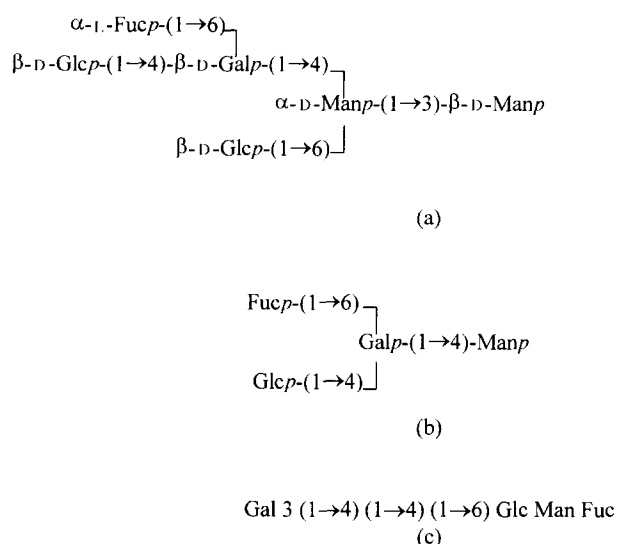 α-L-Fucp-(1→6)
β-D-Glcp-(1→4)-β-D-Galp-(1→4)
α-D-Manp-(1→3)-β-D-Manp
β-D-Glcp-(1→6)
(a)
Fucp-(1→6)
Galp-(1→4)-Manp
Glcp-(1→4)
(b)
Gal 3 (1→4) (1→4) (1→6) Glc Man Fuc
(c)